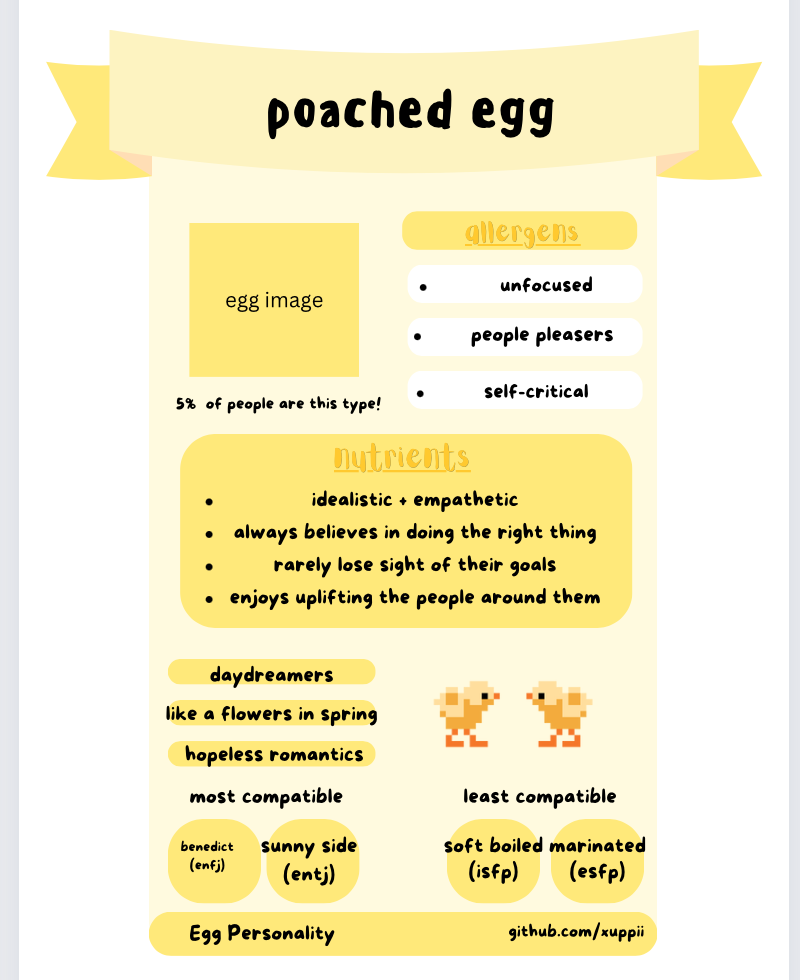 poached egg
egg image
5% of people are this type!
allergens
• unfocused
• people pleasers
• self-critical
nutrients
• idealistic + empathetic
• always believes in doing the right thing
• rarely lose sight of their goals
• enjoys uplifting the people around them
daydreamers
like a flowers in spring
hopeless romantics
most compatible
benedict
(enfj)
sunny side
(entj)
least compatible
soft boiled
(isfp)
marinated
(esfp)
Egg Personality
github.com/xuppii